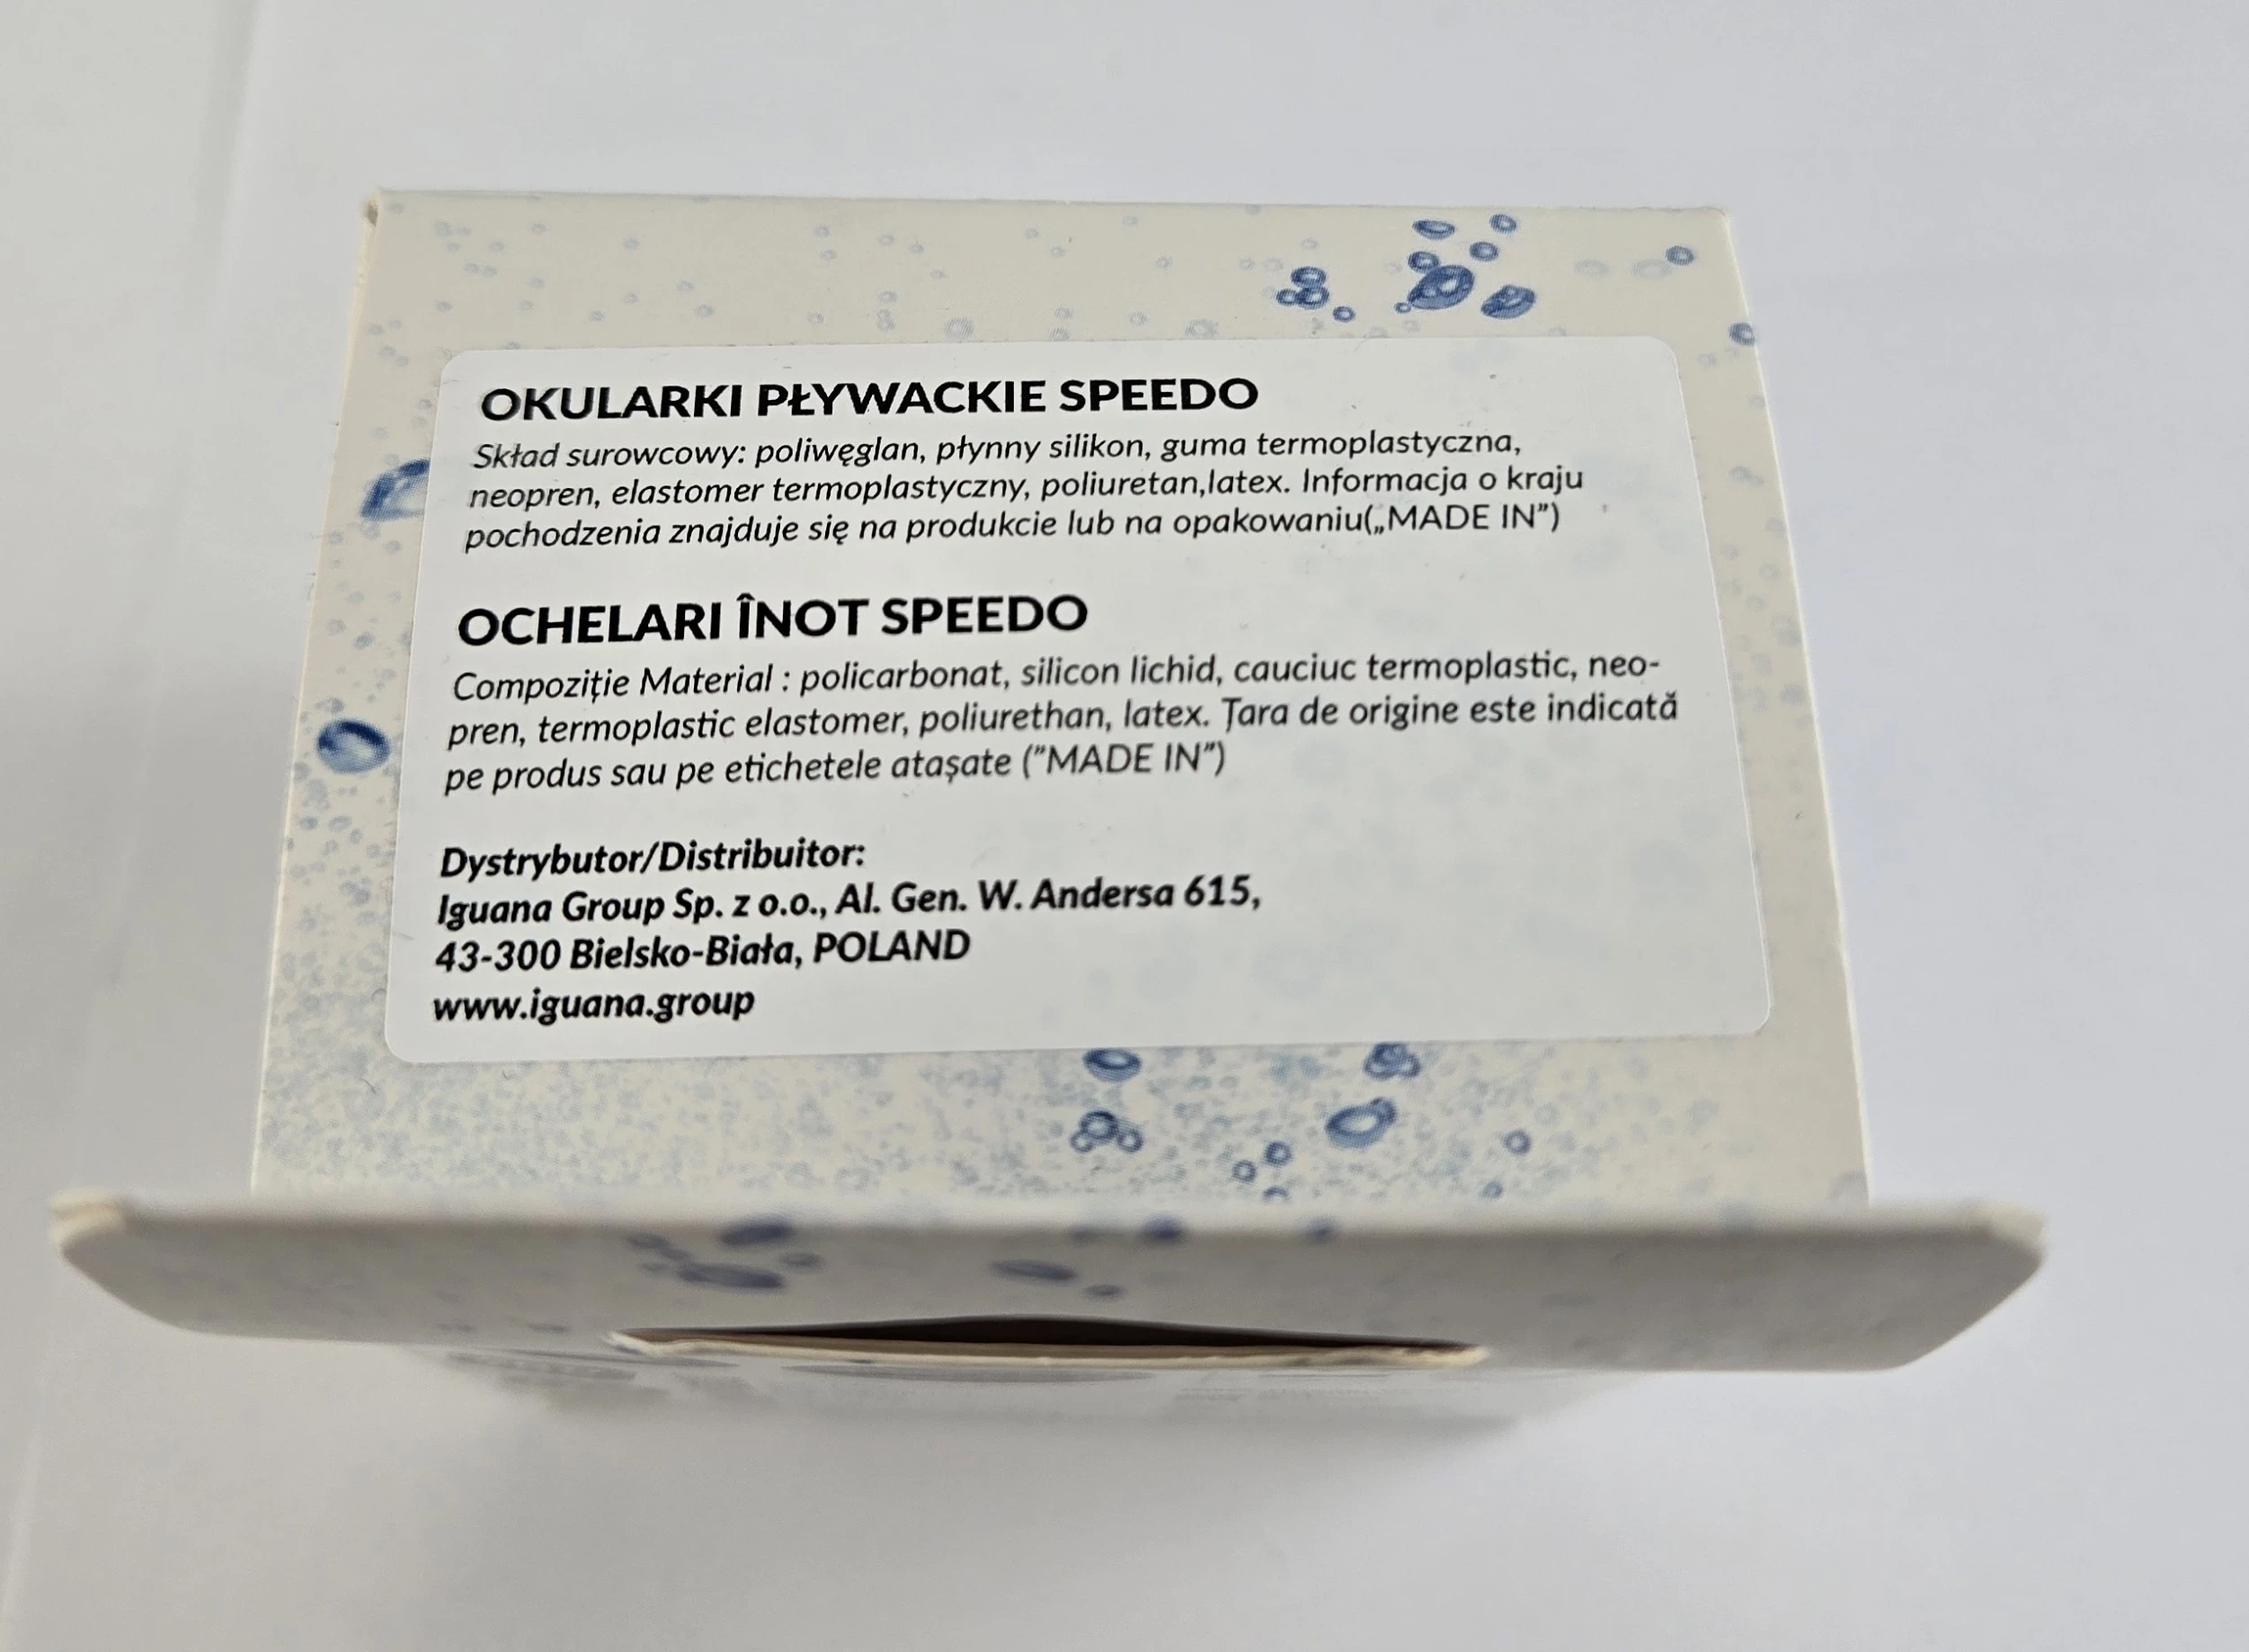 OKULARKI PŁYWACKIE SPEEDO
Skład surowcowy: poliwęglan, płynny silikon, guma termoplastyczna,
neopren, elastomer termoplastyczny, poliuretan,latex. Informacja o kraju
pochodzenia znajduje się na produkcie lub na opakowaniu(„MADE IN”)
OCHELARI ÎNOT SPEEDO
Compoziție Material : policarbonat, silicon lichid, cauciuc termoplastic, neo-
pren, termoplastic elastomer, poliurethan, latex. Țara de origine este indicată
pe produs sau pe etichetele atașate (”MADE IN”)
Dystrybutor/Distribuitor:
Iguana Group Sp. z o.o., Al. Gen. W. Andersa 615,
43-300 Bielsko-Biała, POLAND
www.iguana.group